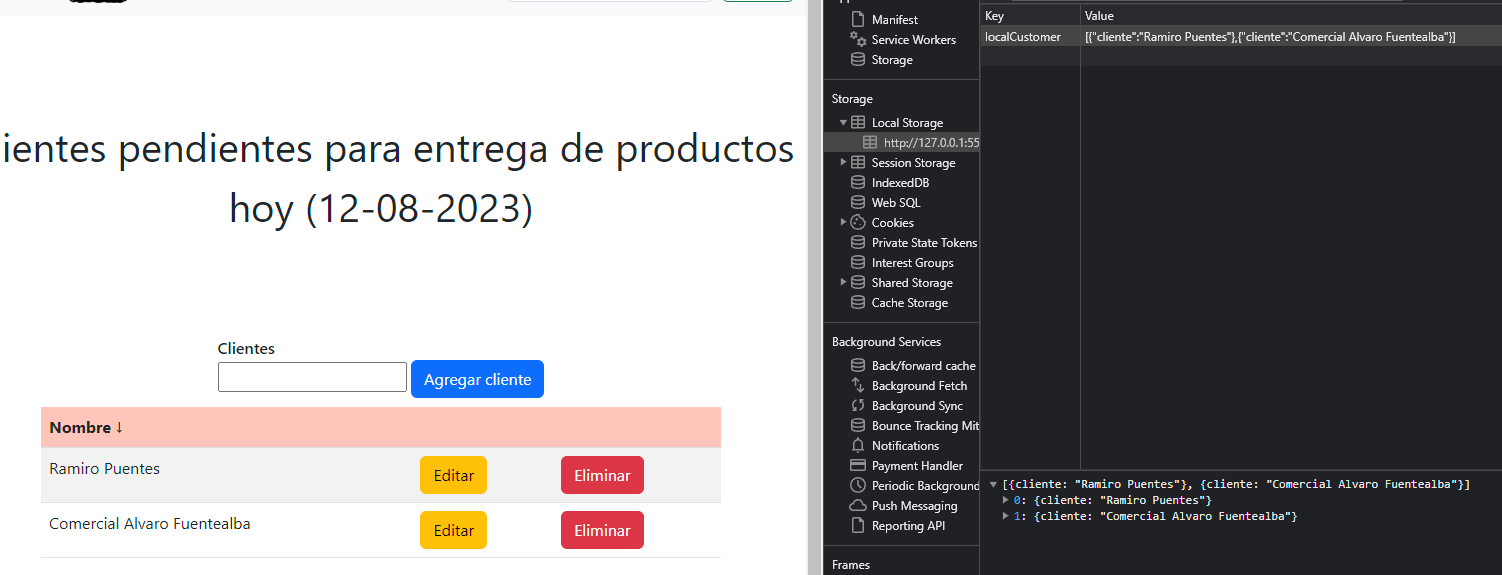 ientes pendientes para entrega de productos
hoy (12-08-2023)
Clientes
Agregar cliente
Nombre ↓
Ramiro Puentes Editar Eliminar
Comercial Alvaro Fuentealba Editar Eliminar
Manifest
Service Workers
Storage
Storage
Local Storage
http://127.0.0.1:55
Session Storage
IndexedDB
Web SQL
Cookies
Private State Tokens
Interest Groups
Shared Storage
Cache Storage
Background Services
Back/forward cache
Background Fetch
Background Sync
Bounce Tracking Mit
Notifications
Payment Handler
Periodic Background
Push Messaging
Reporting API
Frames
Key Value
localCustomer [{"cliente":"Ramiro Puentes"},{"cliente":"Comercial Alvaro Fuentealba"}]
▼ [{cliente: "Ramiro Puentes"}, {cliente: "Comercial Alvaro Fuentealba"}]
▶ 0: {cliente: "Ramiro Puentes"}
▶ 1: {cliente: "Comercial Alvaro Fuentealba"}